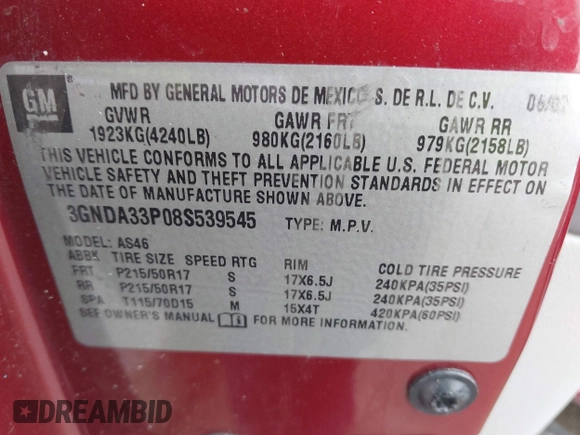 GM
MFD BY GENERAL MOTORS DE MEXICO S. DE R.L. DE C.V.
GVWR GAWR FRT GAWR RR
1923KG(4240LB) 980KG(2160LB) 979KG(2158LB)
THIS VEHICLE CONFORMS TO ALL APPLICABLE U.S. FEDERAL MOTOR
VEHICLE SAFETY AND THEFT PREVENTION STANDARDS IN EFFECT ON
THE DATE OF MANUFACTURE SHOWN ABOVE.
3GNDA33P08S539545 TYPE: M.P.V.
MODEL: AS46
TIRE SIZE SPEED RTG RIM COLD TIRE PRESSURE
FRT P215/50R17 S 17X6.5J 240KPA(35PSI)
RR P215/50R17 S 17X6.5J 240KPA(35PSI)
SPA T115/70D15 M 15X4T 420KPA(60PSI)
SEE OWNER'S MANUAL FOR MORE INFORMATION.
DREAMBID